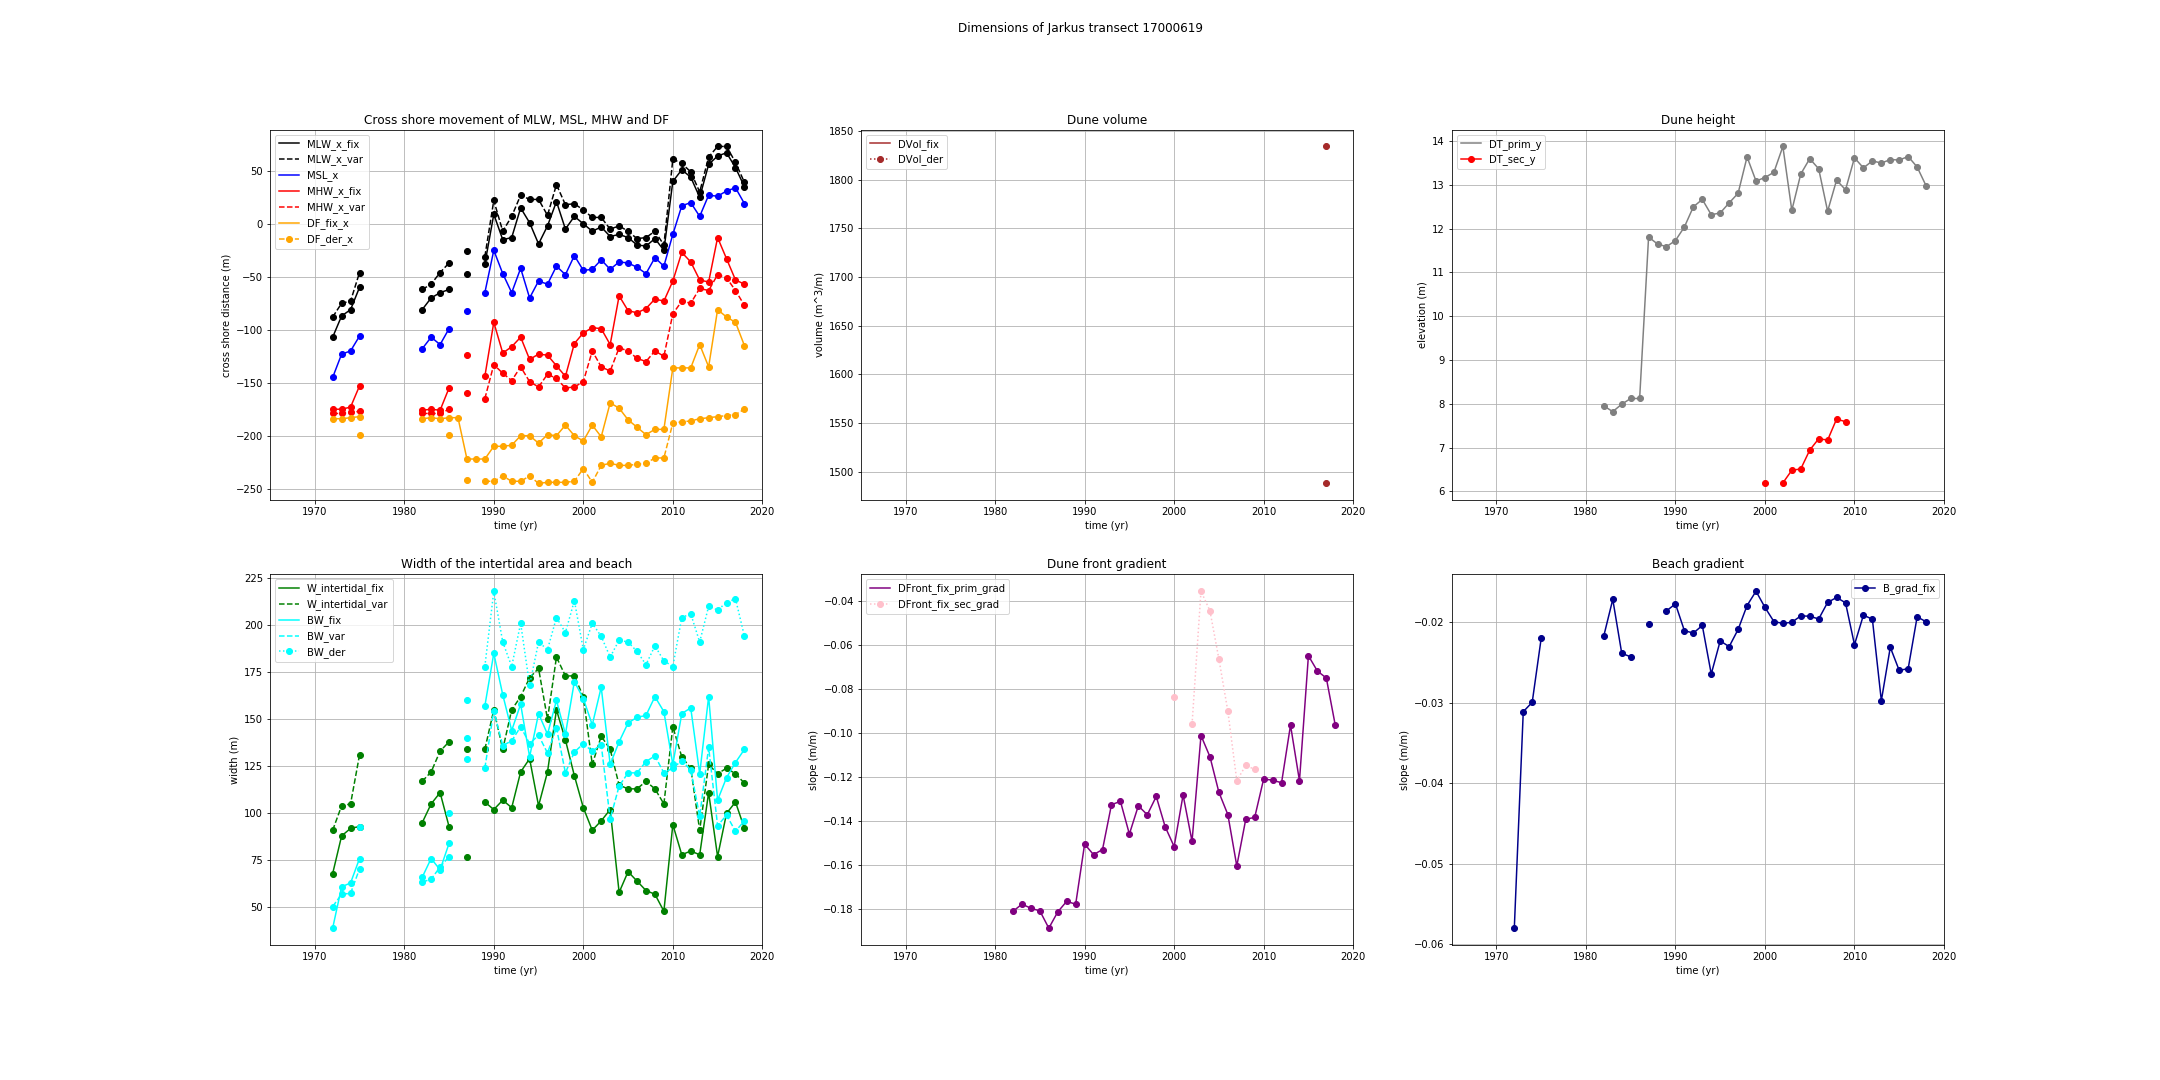 Dimensions of Jarkus transect 17000619
Cross shore movement of MLW, MSL, MHW and DF
MLW_x_fix
MLW_x_var
MSL_x
MHW_x_fix
MHW_x_var
DF_fix_x
DF_der_x
cross shore distance (m)
50
0
−50
−100
−150
−200
−250
1970 1980 1990 2000 2010 2020
time (yr)
Dune volume
DVol_fix
DVol_der
volume (m^3/m)
1850
1800
1750
1700
1650
1600
1550
1500
1970 1980 1990 2000 2010 2020
time (yr)
Dune height
DT_prim_y
DT_sec_y
elevation (m)
14
13
12
11
10
9
8
7
6
1970 1980 1990 2000 2010 2020
time (yr)
Width of the intertidal area and beach
W_intertidal_fix
W_intertidal_var
BW_fix
BW_var
BW_der
width (m)
225
200
175
150
125
100
75
50
1970 1980 1990 2000 2010 2020
time (yr)
Dune front gradient
DFront_fix_prim_grad
DFront_fix_sec_grad
slope (m/m)
−0.04
−0.06
−0.08
−0.10
−0.12
−0.14
−0.16
−0.18
1970 1980 1990 2000 2010 2020
time (yr)
Beach gradient
B_grad_fix
slope (m/m)
−0.02
−0.03
−0.04
−0.05
−0.06
1970 1980 1990 2000 2010 2020
time (yr)